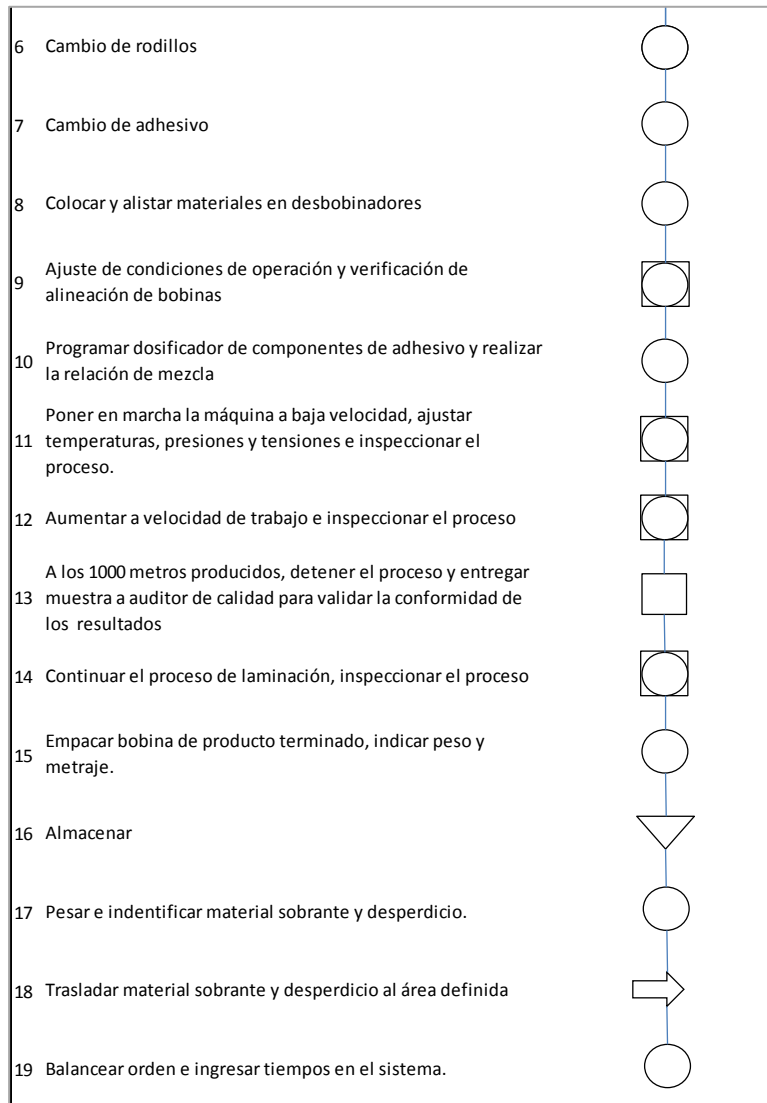 6 Cambio de rodillos
7 Cambio de adhesivo
8 Colocar y alistar materiales en desbobinadores
9 Ajuste de condiciones de operación y verificación de
alineación de bobinas
10 Programar dosificador de componentes de adhesivo y realizar
la relación de mezcla
11 Poner en marcha la máquina a baja velocidad, ajustar
temperaturas, presiones y tensiones e inspeccionar el
proceso.
12 Aumentar a velocidad de trabajo e inspeccionar el proceso
13 A los 1000 metros producidos, detener el proceso y entregar
muestra a auditor de calidad para validar la conformidad de
los resultados
14 Continuar el proceso de laminación, inspeccionar el proceso
15 Empacar bobina de producto terminado, indicar peso y
metraje.
16 Almacenar
17 Pesar e indentificar material sobrante y desperdicio.
18 Trasladar material sobrante y desperdicio al área definida
19 Balancear orden e ingresar tiempos en el sistema.